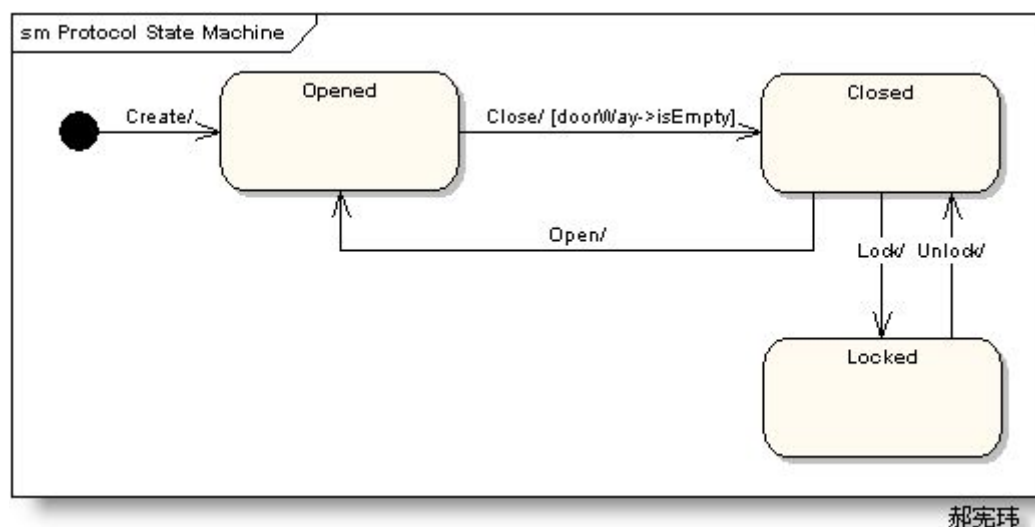 sm Protocol State Machine
Opened
Closed
Create/
Close/ [doorWay->isEmpty]
Open/
Lock/
Unlock/
Locked
郝宪玮